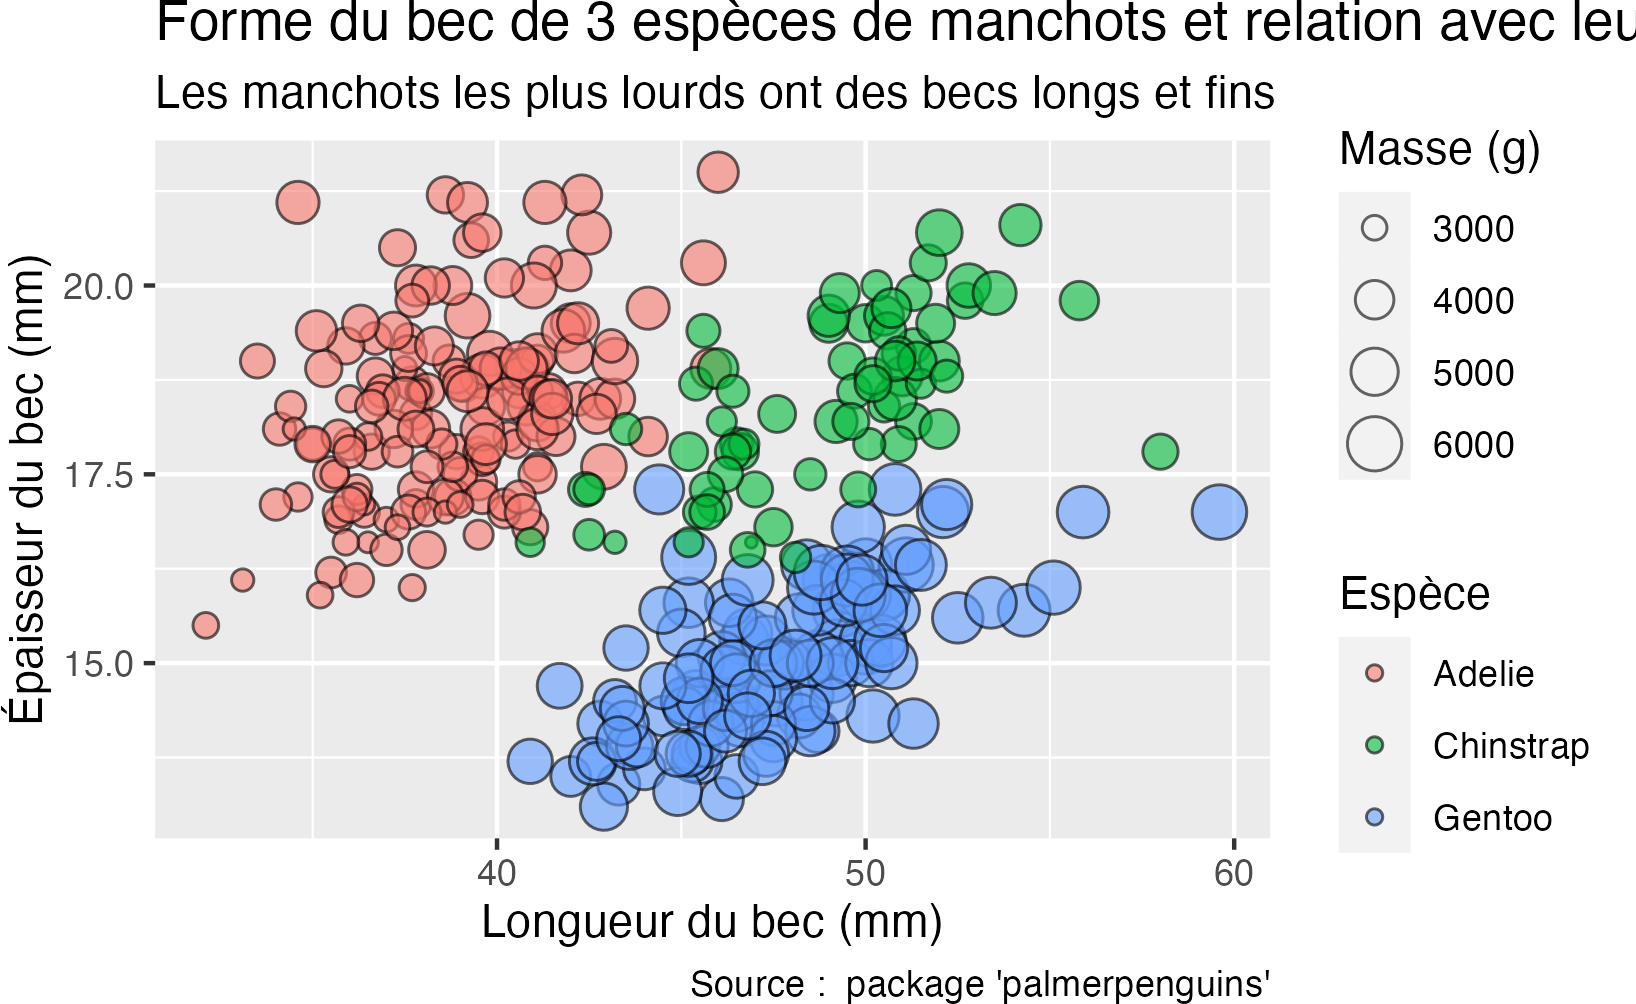 Forme du bec de 3 espèces de manchots et relation avec leu
Les manchots les plus lourds ont des becs longs et fins
Épaisseur du bec (mm)
20.0
17.5
15.0
40
50
60
Longueur du bec (mm)
Masse (g)
3000
4000
5000
6000
Espèce
Adelie
Chinstrap
Gentoo
Source : package 'palmerpenguins'